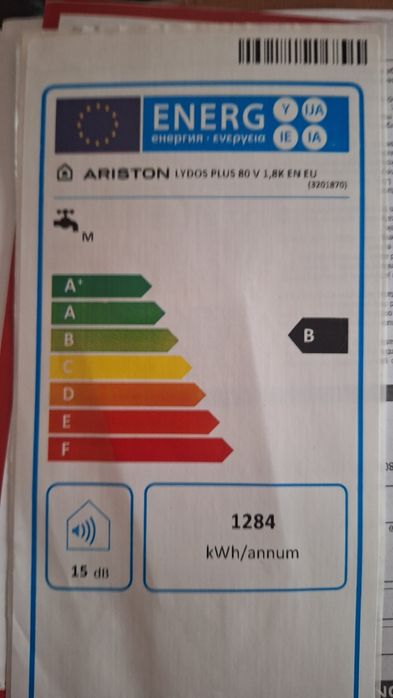 ENERG
Y IJA
енергия · ενεργεια
IE IA
ARISTON LYDOS PLUS 80 V 1,8K EN EU
(3201870)
M
A+
A
B
B
C
D
E
F
1284
kWh/annum
15 dB